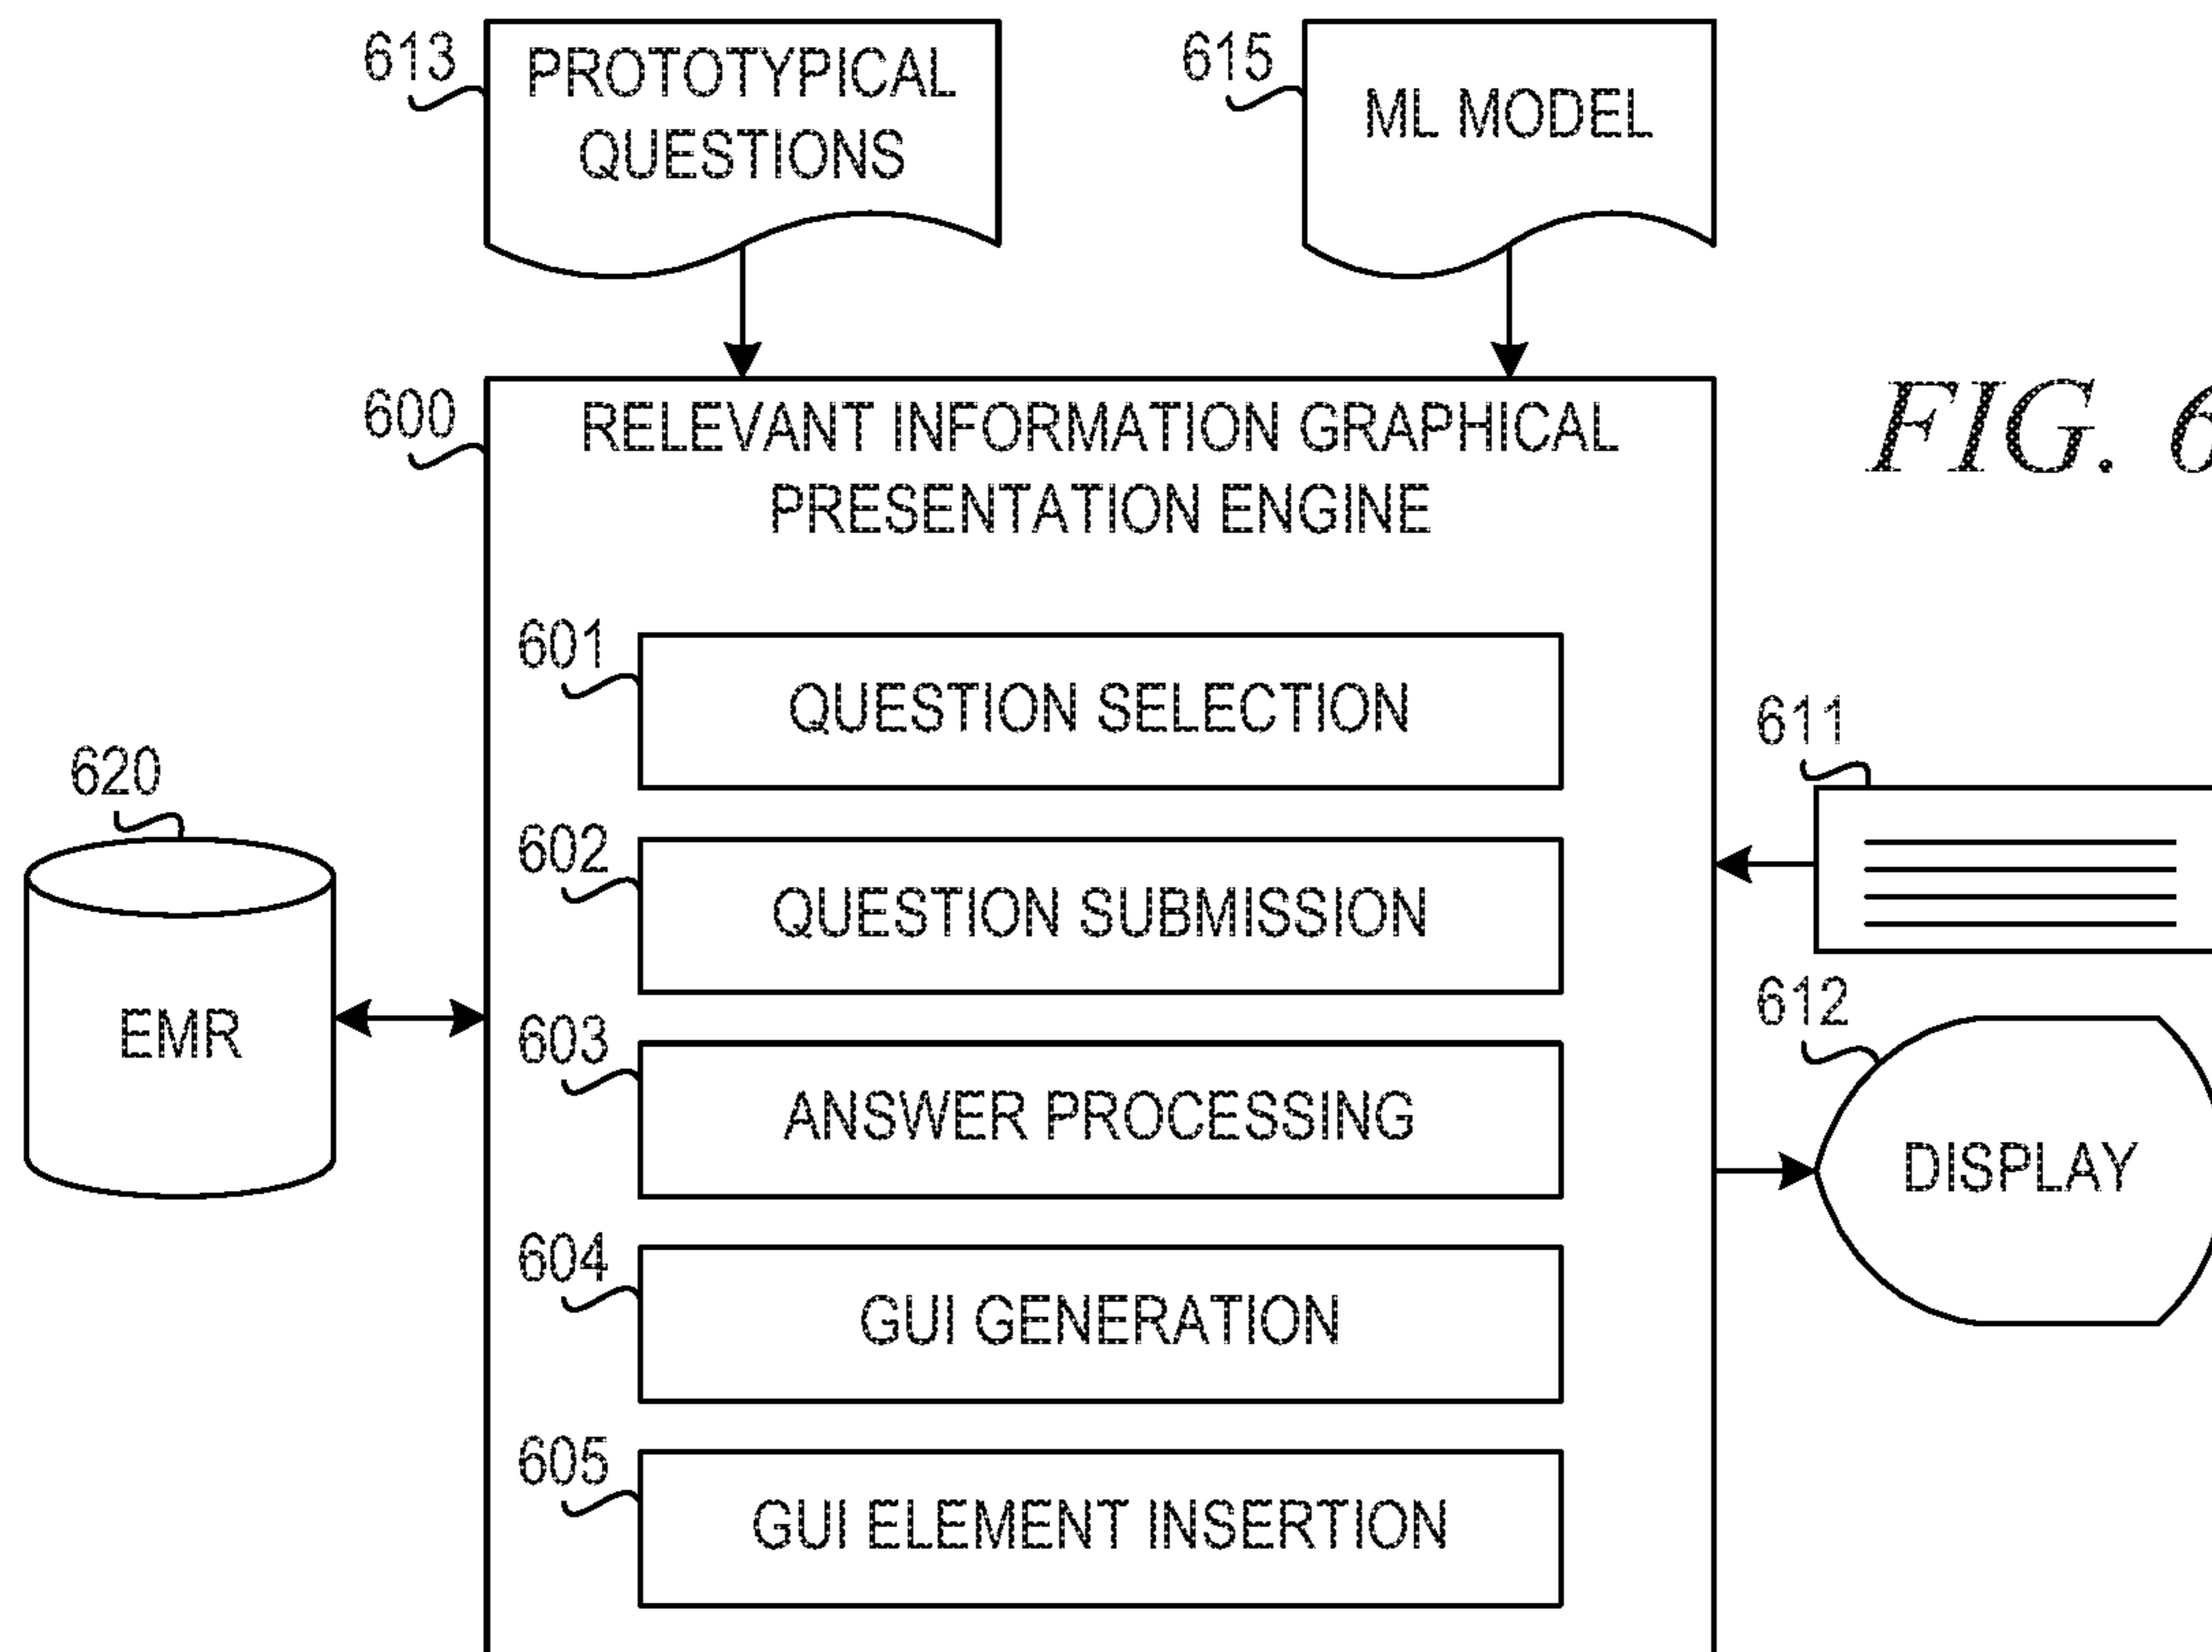 613
PROTOTYPICAL
QUESTIONS
615
ML MODEL
600
RELEVANT INFORMATION GRAPHICAL
PRESENTATION ENGINE
FIG. 6
601
QUESTION SELECTION
611
620
602
QUESTION SUBMISSION
EMR
612
603
ANSWER PROCESSING
DISPLAY
604
GUI GENERATION
605
GUI ELEMENT INSERTION